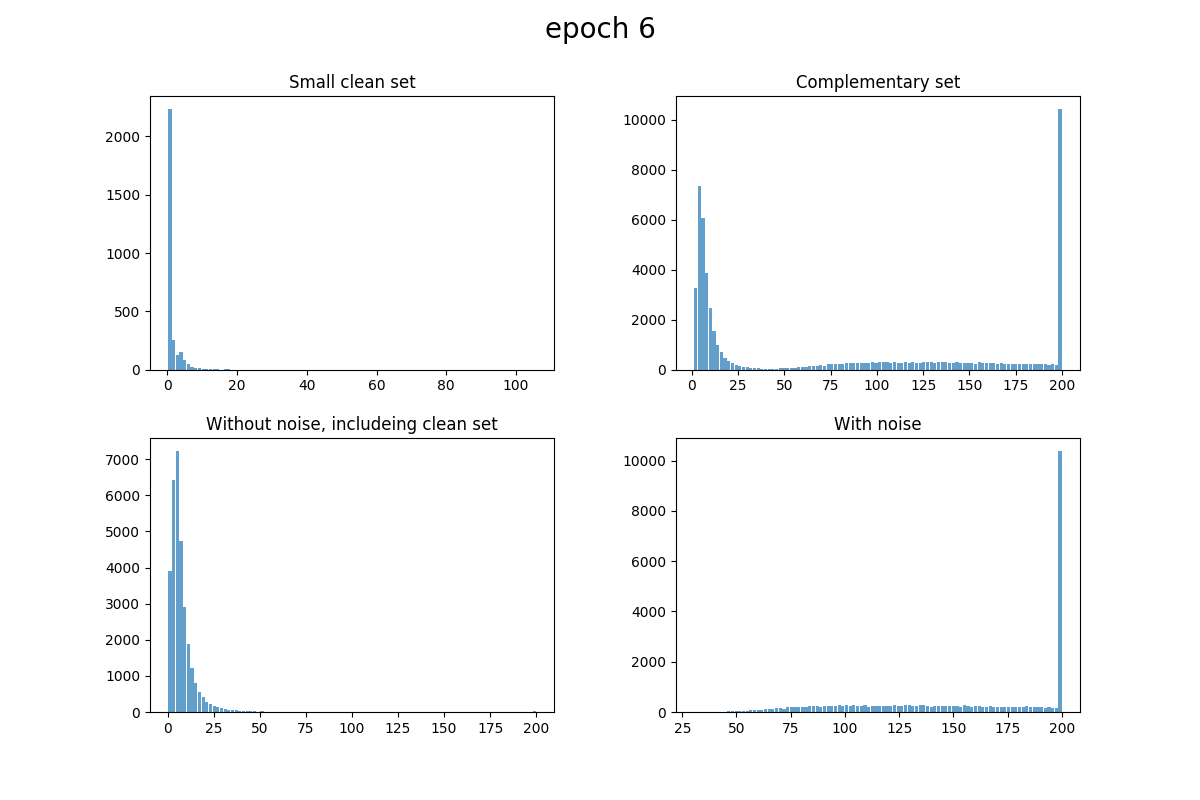 epoch 6
Small clean set
2000
1500
1000
500
0
0 20 40 60 80 100
Complementary set
10000
8000
6000
4000
2000
0
0 25 50 75 100 125 150 175 200
Without noise, includeing clean set
7000
6000
5000
4000
3000
2000
1000
0
0 25 50 75 100 125 150 175 200
With noise
10000
8000
6000
4000
2000
0
25 50 75 100 125 150 175 200